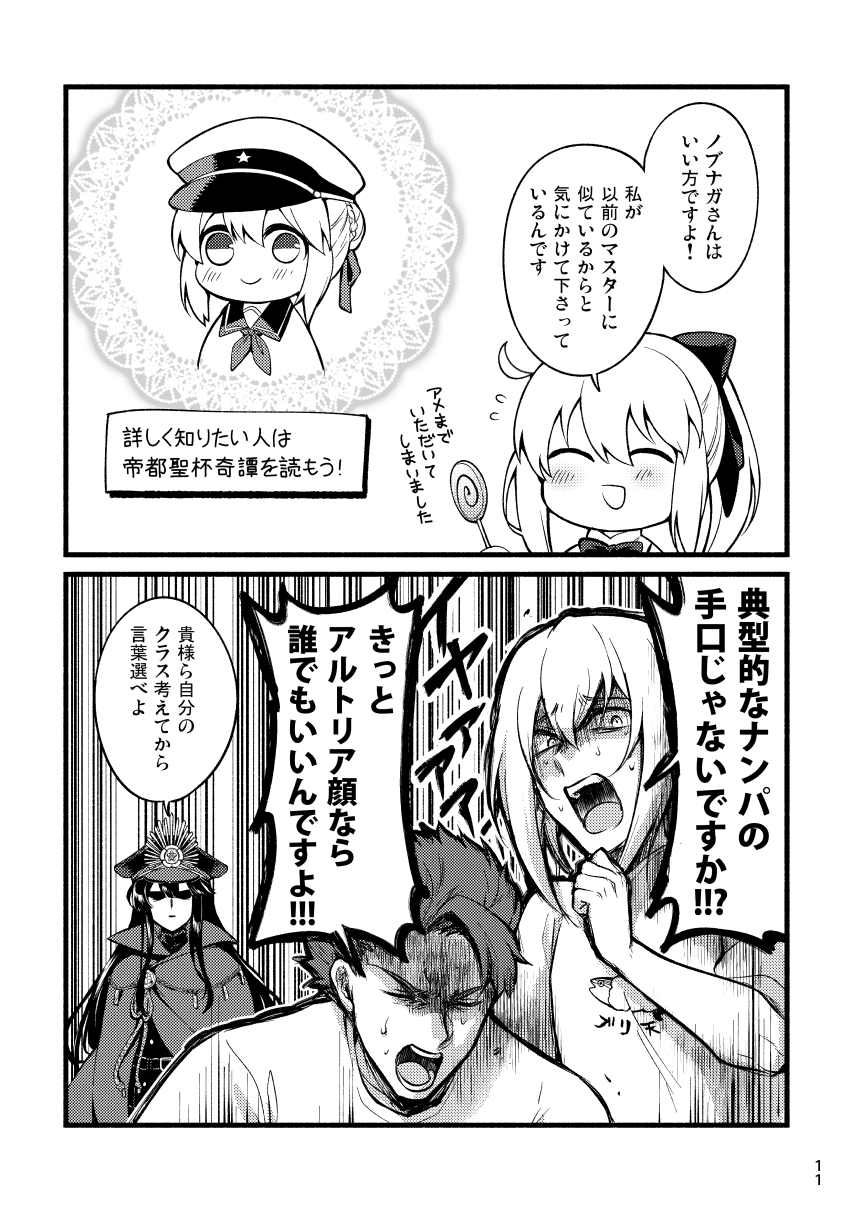 ノブナガさんは
いい方ですよ！
私が
以前のマスターに
似ているからと
気にかけて下さって
いるんです
アメまで
いただいて
しまいました
詳しく知りたい人は
帝都聖杯奇譚を読もう！
典型的なナンパの
手口じゃないですか!!!?
イヤァァァ
きっと
アルトリア顔なら
誰でもいいんですよ!!!
貴様ら自分の
クラス考えてから
言葉選べよ
11